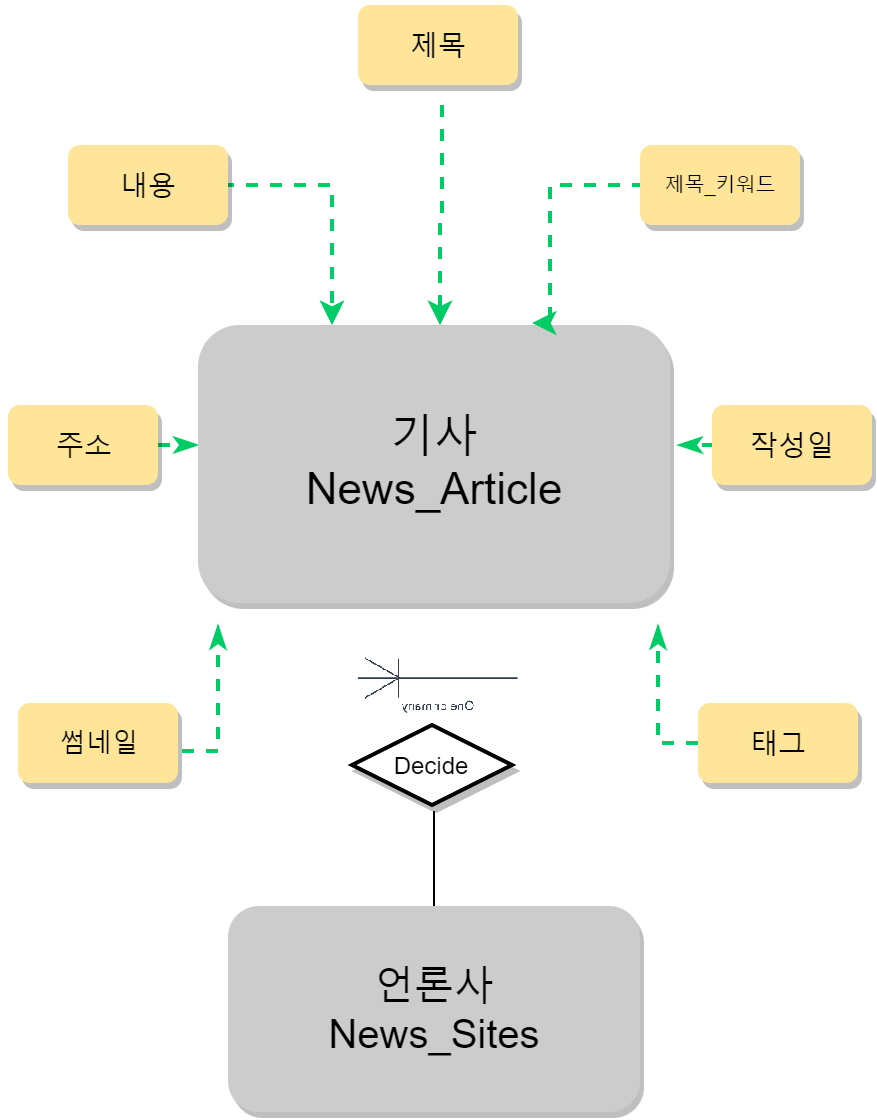 제목
내용
제목_키워드
기사
News_Article
주소
작성일
One or many
Decide
썸네일
태그
언론사
News_Sites